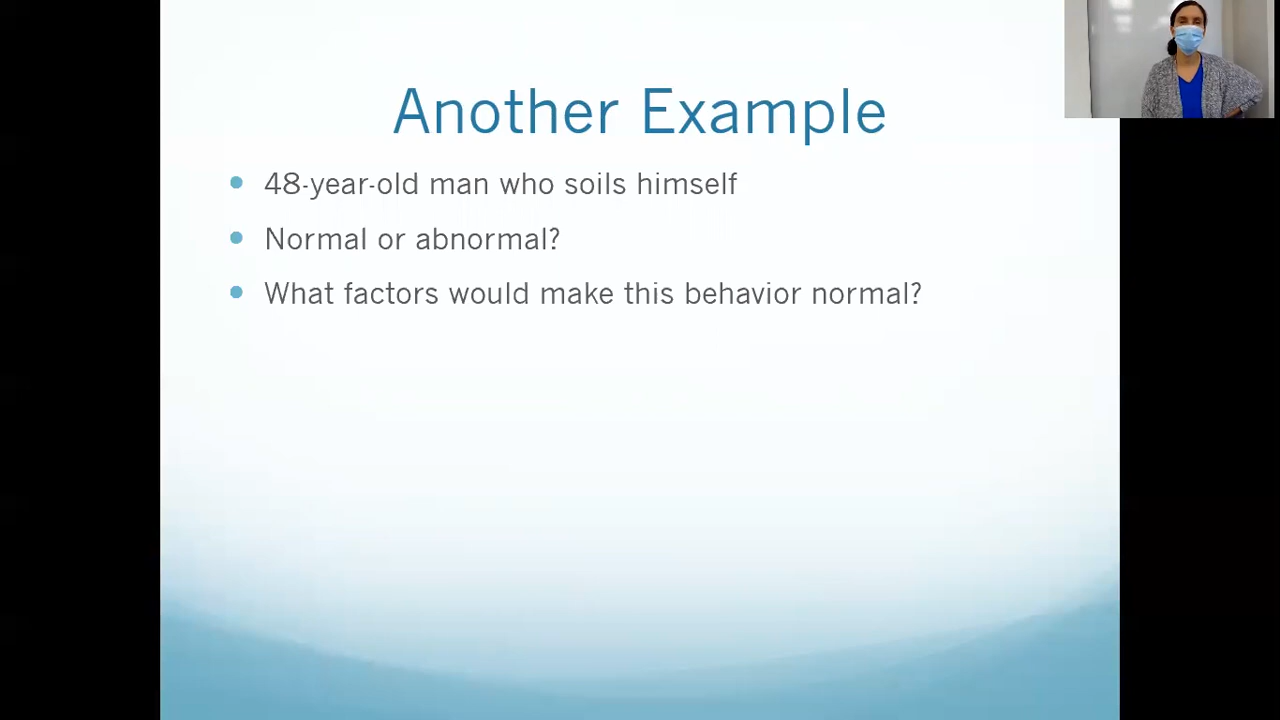 Another Example
48-year-old man who soils himself
Normal or abnormal?
What factors would make this behavior normal?